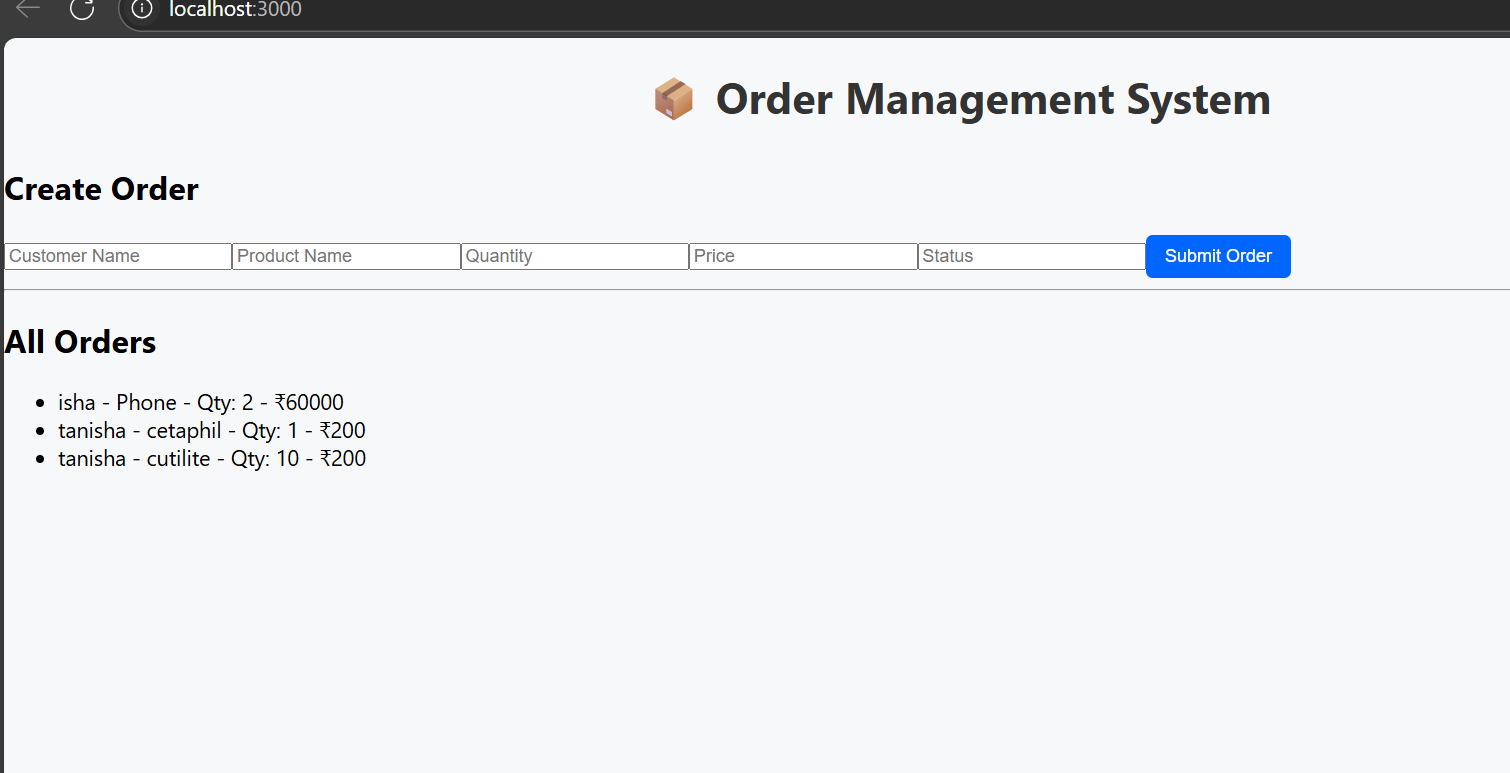 localhost:3000
📦 Order Management System
Create Order
Customer Name Product Name Quantity Price Status Submit Order
All Orders
• isha - Phone - Qty: 2 - ₹60000
• tanisha - cetaphil - Qty: 1 - ₹200
• tanisha - cutilite - Qty: 10 - ₹200